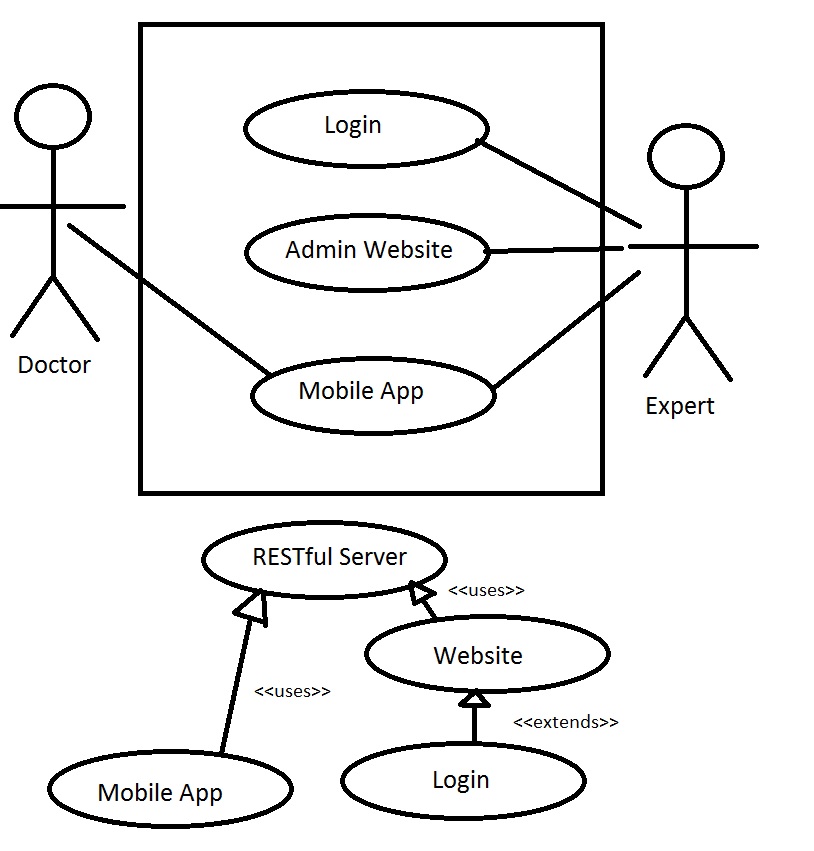 Login
Admin Website
Mobile App
Doctor
Expert
RESTful Server
<<uses>>
Website
<<uses>>
<<extends>>
Login
Mobile App